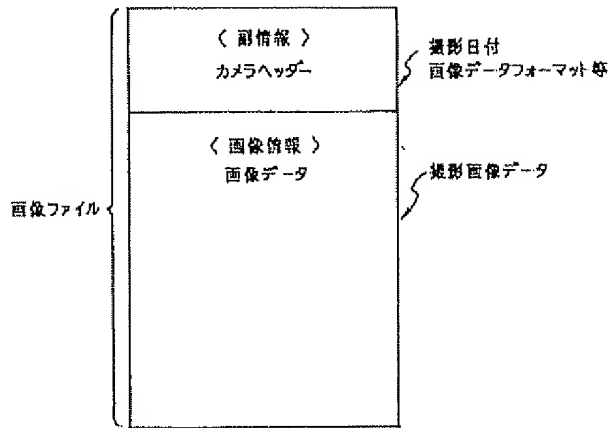 〈副情報〉
カメラヘッダー
撮影日付
画像データフォーマット等
〈画像情報〉
画像データ
撮影画像データ
画像ファイル